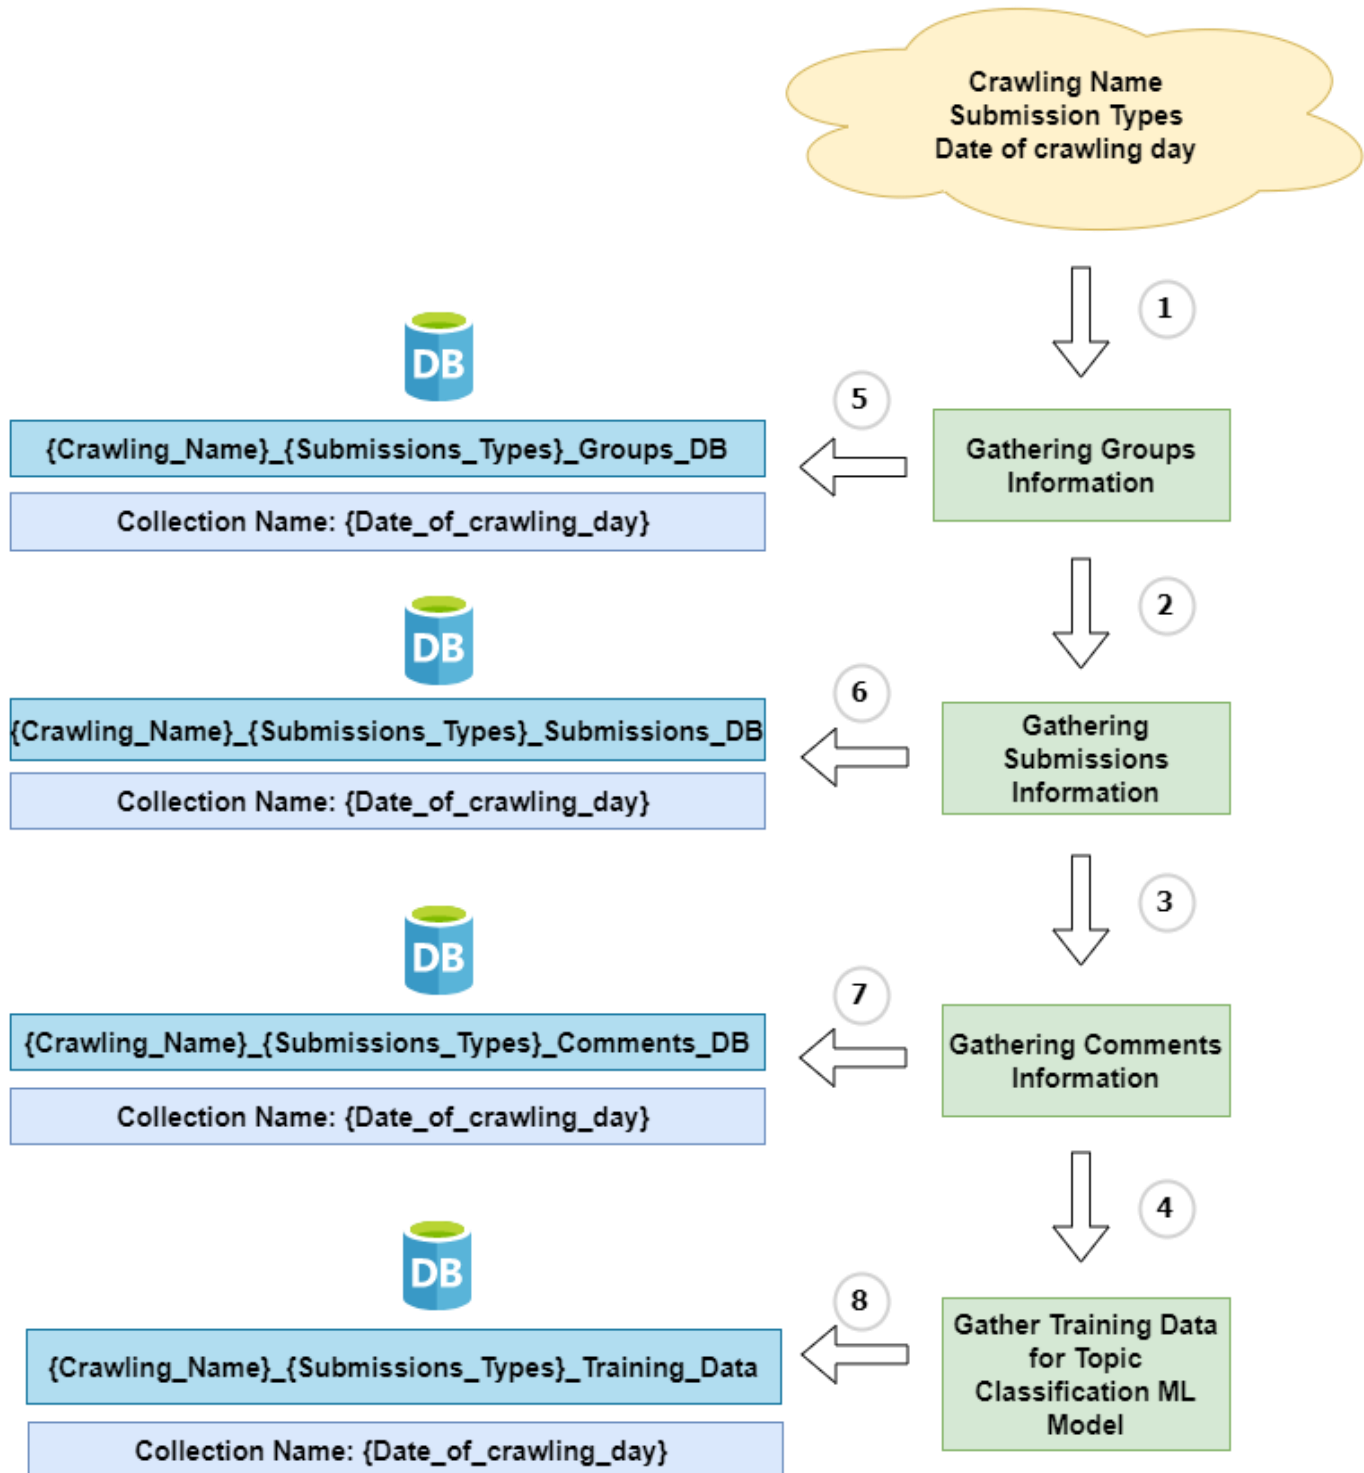 Crawling Name
Submission Types
Date of crawling day
1
DB
5
{Crawling_Name}_{Submissions_Types}_Groups_DB
Collection Name: {Date_of_crawling_day}
Gathering Groups
Information
2
DB
6
{Crawling_Name}_{Submissions_Types}_Submissions_DB
Collection Name: {Date_of_crawling_day}
Gathering
Submissions
Information
3
DB
7
{Crawling_Name}_{Submissions_Types}_Comments_DB
Collection Name: {Date_of_crawling_day}
Gathering Comments
Information
4
DB
8
{Crawling_Name}_{Submissions_Types}_Training_Data
Collection Name: {Date_of_crawling_day}
Gather Training Data
for Topic
Classification ML
Model